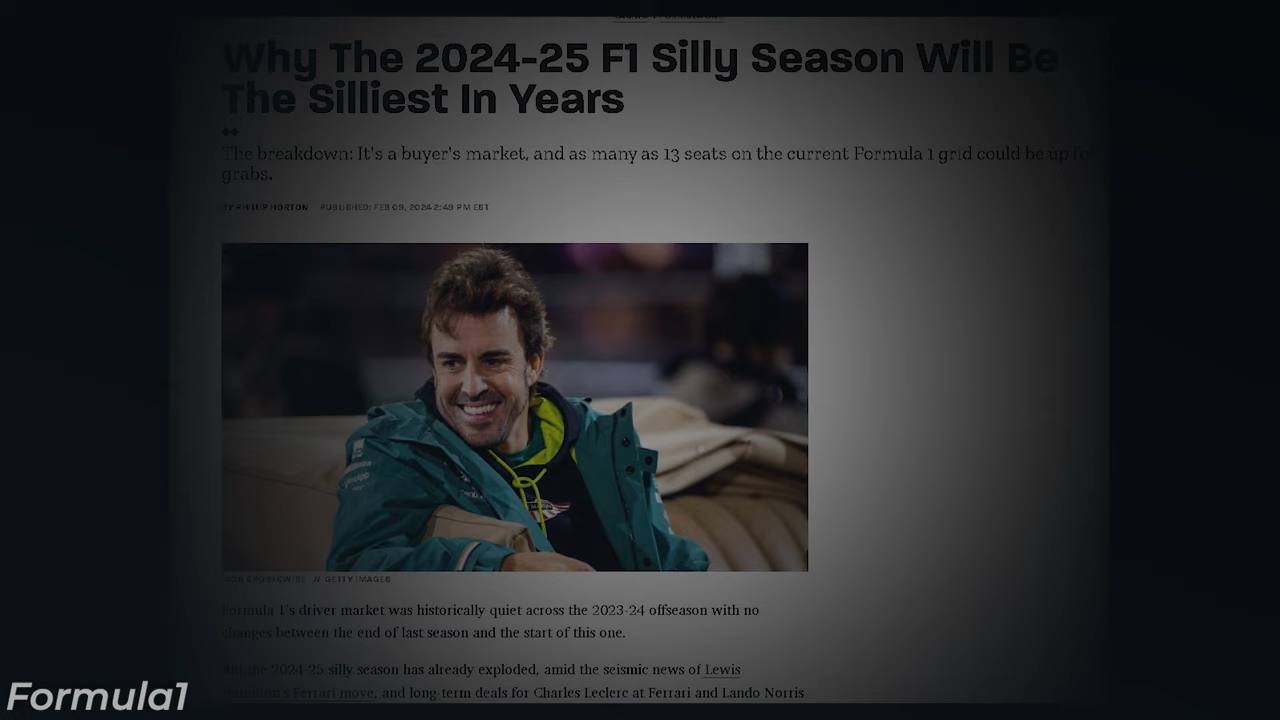 Why The 2024-25 F1 Silly Season Will Be
The Silliest In Years
The breakdown: It's a buyer's market, and as many as 13 seats on the current Formula 1 grid could be up for
grabs.
BY PHILIP HORTON PUBLISHED: FEB 09, 2024 2:49 PM EST
ICON SPORTSWIRE // GETTY IMAGES
Formula 1's driver market was historically quiet across the 2023-24 offseason with no
changes between the end of last season and the start of this one.
But the 2024-25 silly season has already exploded, amid the seismic news of Lewis
Hamilton's Ferrari move, and long-term deals for Charles Leclerc at Ferrari and Lando Norris
Formula1